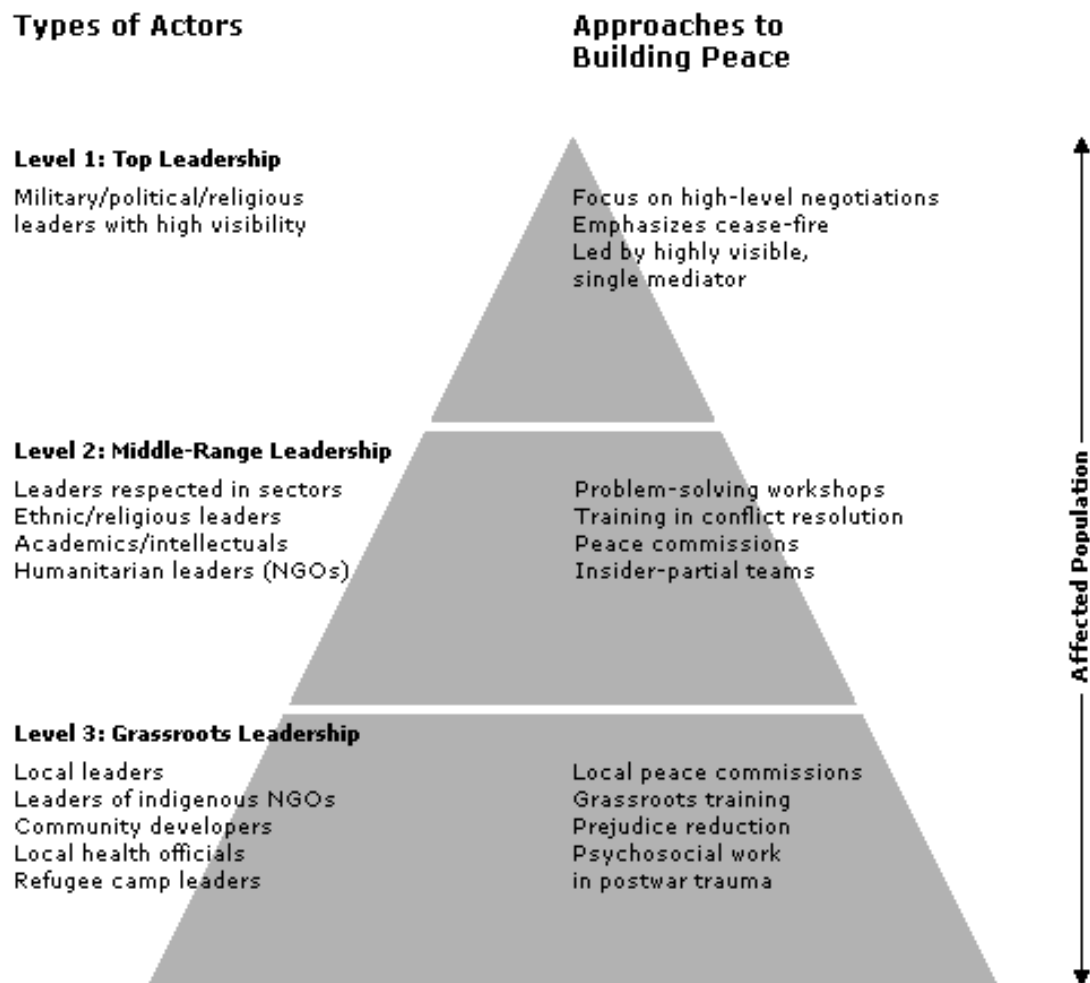 Types of Actors
Approaches to
Building Peace
Level 1: Top Leadership
Military/political/religious
leaders with high visibility
Focus on high-level negotiations
Emphasizes cease-fire
Led by highly visible,
single mediator
Level 2: Middle-Range Leadership
Leaders respected in sectors
Ethnic/religious leaders
Academics/intellectuals
Humanitarian leaders (NGOs)
Problem-solving workshops
Training in conflict resolution
Peace commissions
Insider-partial teams
Level 3: Grassroots Leadership
Local leaders
Leaders of indigenous NGOs
Community developers
Local health officials
Refugee camp leaders
Local peace commissions
Grassroots training
Prejudice reduction
Psychosocial work
in postwar trauma
Affected Population